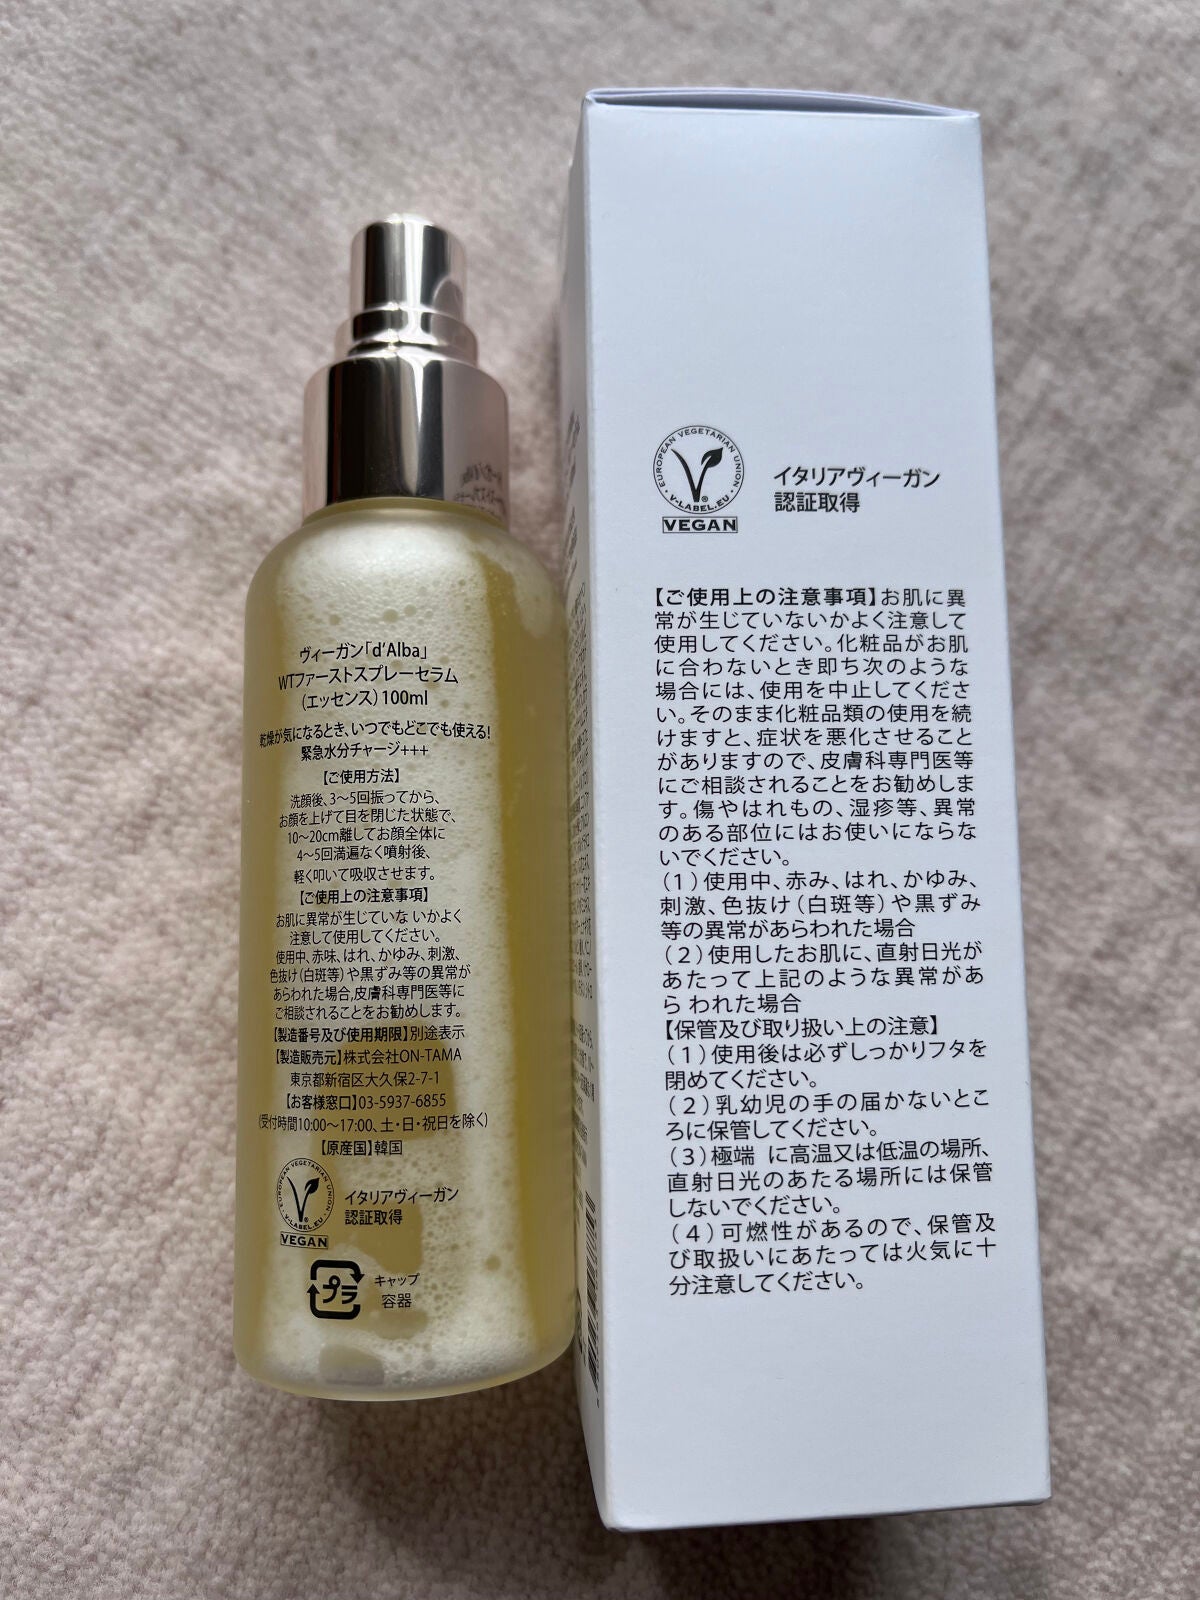 ヴィーガン「d'Alba」
WTファーストスプレーセラム
（エッセンス）100ml
乾燥が気になるとき、いつでもどこでも使える!
緊急水分チャージ+++
【ご使用方法】
洗顔後、3～5回振ってから、
お顔を上げて目を閉じた状態で、
10～20cm離してお顔全体に
4～5回満遍なく噴射後、
軽く叩いて吸収させます。
【ご使用上の注意事項】
お肌に異常が生じていな いかよく
注意して使用してください。
使用中、赤味、はれ、かゆみ、刺激、
色抜け（白斑等）や黒ずみ等の異常が
あらわれた場合,皮膚科専門医等に
ご相談されることをお勧めします。
【製造番号及び使用期限】別途表示
【製造販売元】株式会社ON-TAMA
東京都新宿区大久保2-7-1
【お客様窓口】03-5937-6855
(受付時間10:00～17:00、土・日・祝日を除く)
【原産国】韓国
EUROPEAN VEGETARIAN UNION
V-LABEL.EU
VEGAN
イタリアヴィーガン
認証取得
プラ
キャップ
容器
EUROPEAN VEGETARIAN UNION
V-LABEL.EU
VEGAN
イタリアヴィーガン
認証取得
【ご使用上の注意事項】お肌に異
常が生じていないかよく注意して
使用してください。化粧品がお肌
に合わないとき即ち次のような
場合には、使用を中止してくださ
い。そのまま化粧品類の使用を続
けますと、症状を悪化させること
がありますので、皮膚科専門医等
にご相談されることをお勧めしま
す。傷やはれもの、湿疹等、異常
のある部位にはお使いにならな
いでください。
（１）使用中、赤み、はれ、かゆみ、
刺激、色抜け（白斑等）や黒ずみ
等の異常があらわれた場合
（２）使用したお肌に、直射日光が
あたって上記のような異常があ
ら われた場合
【保管及び取り扱い上の注意】
（１）使用後は必ずしっかりフタを
閉めてください。
（２）乳幼児の手の届かないとこ
ろに保管してください。
（３）極端 に高温又は低温の場所、
直射日光のあたる場所には保管
しないでください。
（４）可燃性があるので、保管及
び取扱いにあたっては火気に十
分注意してください。